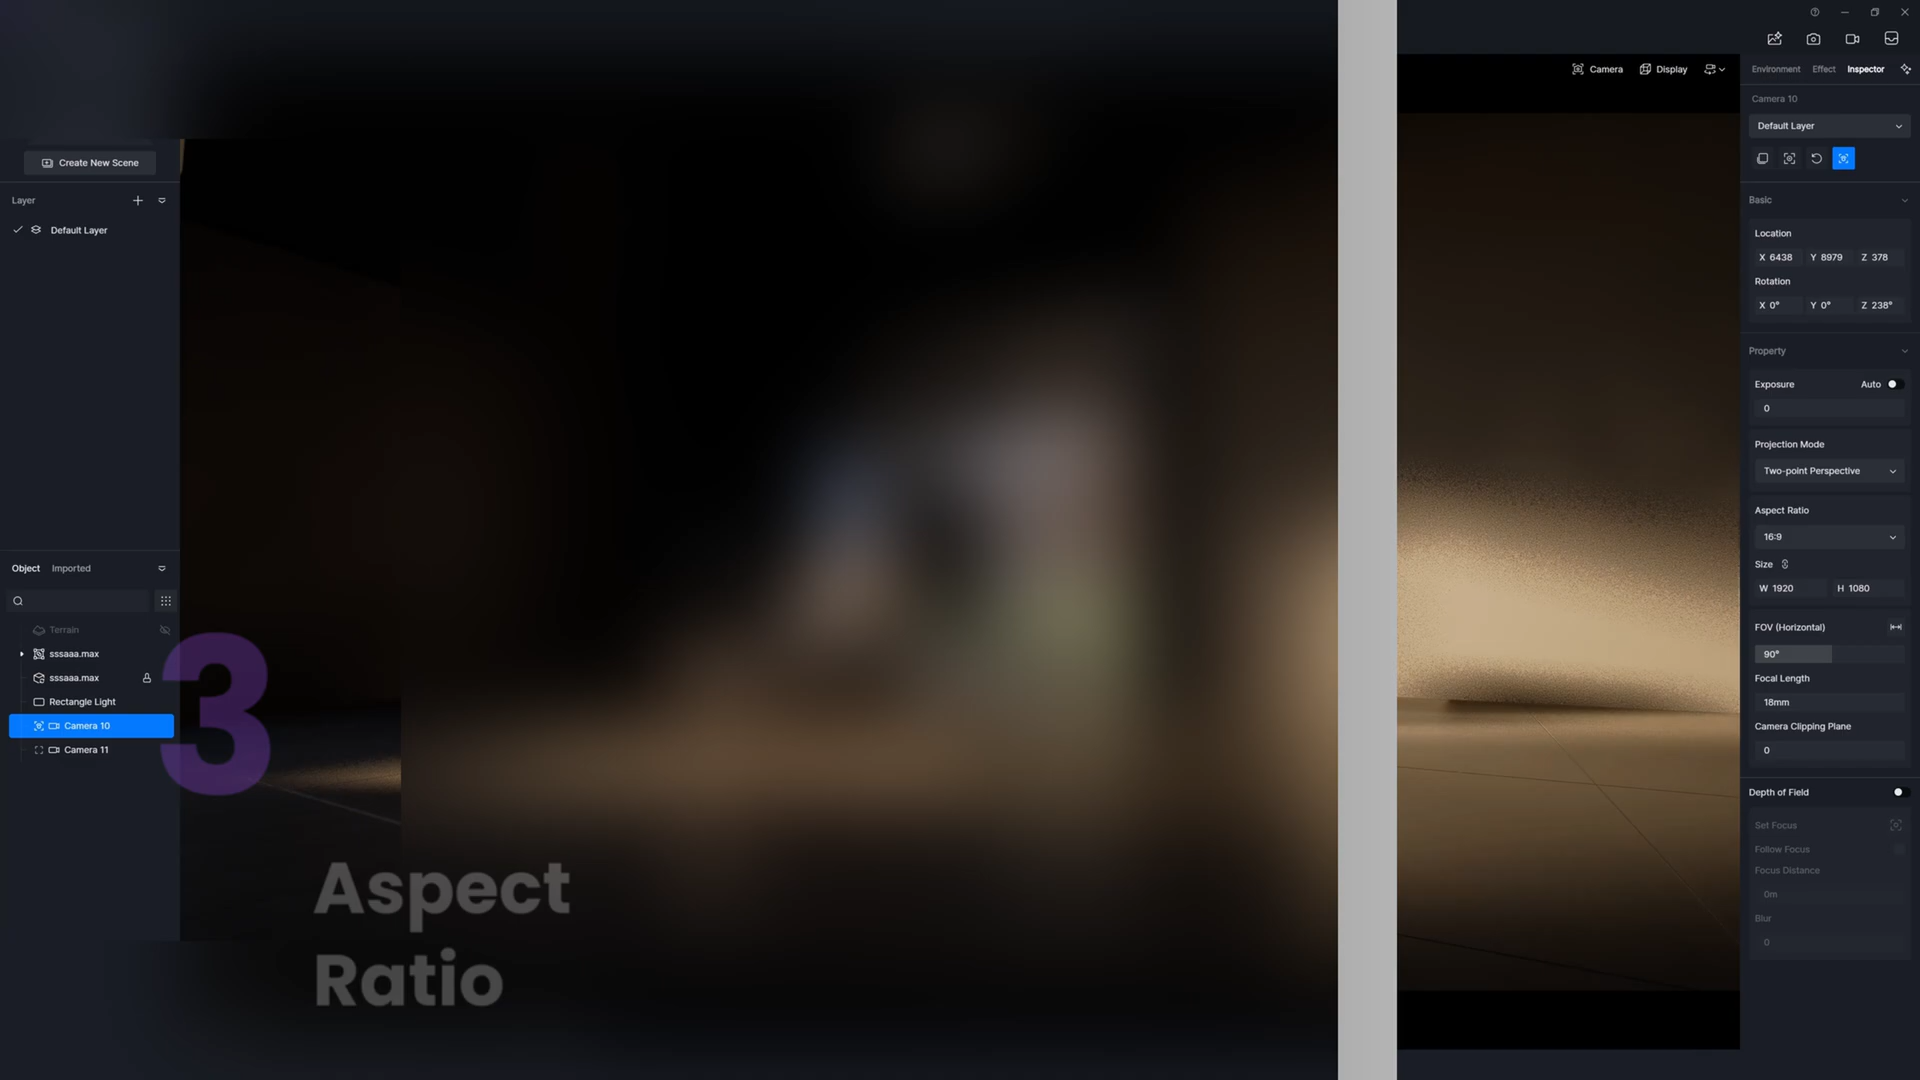 Camera
Display
Environment
Effect
Inspector
Camera 10
Default Layer
Create New Scene
Layer
Default Layer
Basic
Location
X 6438 Y 8979 Z 378
Rotation
X 0° Y 0° Z 238°
Property
Exposure Auto
0
Projection Mode
Two-point Perspective
Aspect Ratio
16:9
Size
W 1920 H 1080
FOV (Horizontal)
90°
Focal Length
18mm
Camera Clipping Plane
0
Depth of Field
Set Focus
Follow Focus
Focus Distance
0m
Blur
0
Object Imported
Terrain
sssaaa.max
sssaaa.max
Rectangle Light
Camera 10
Camera 11
3
Aspect
Ratio